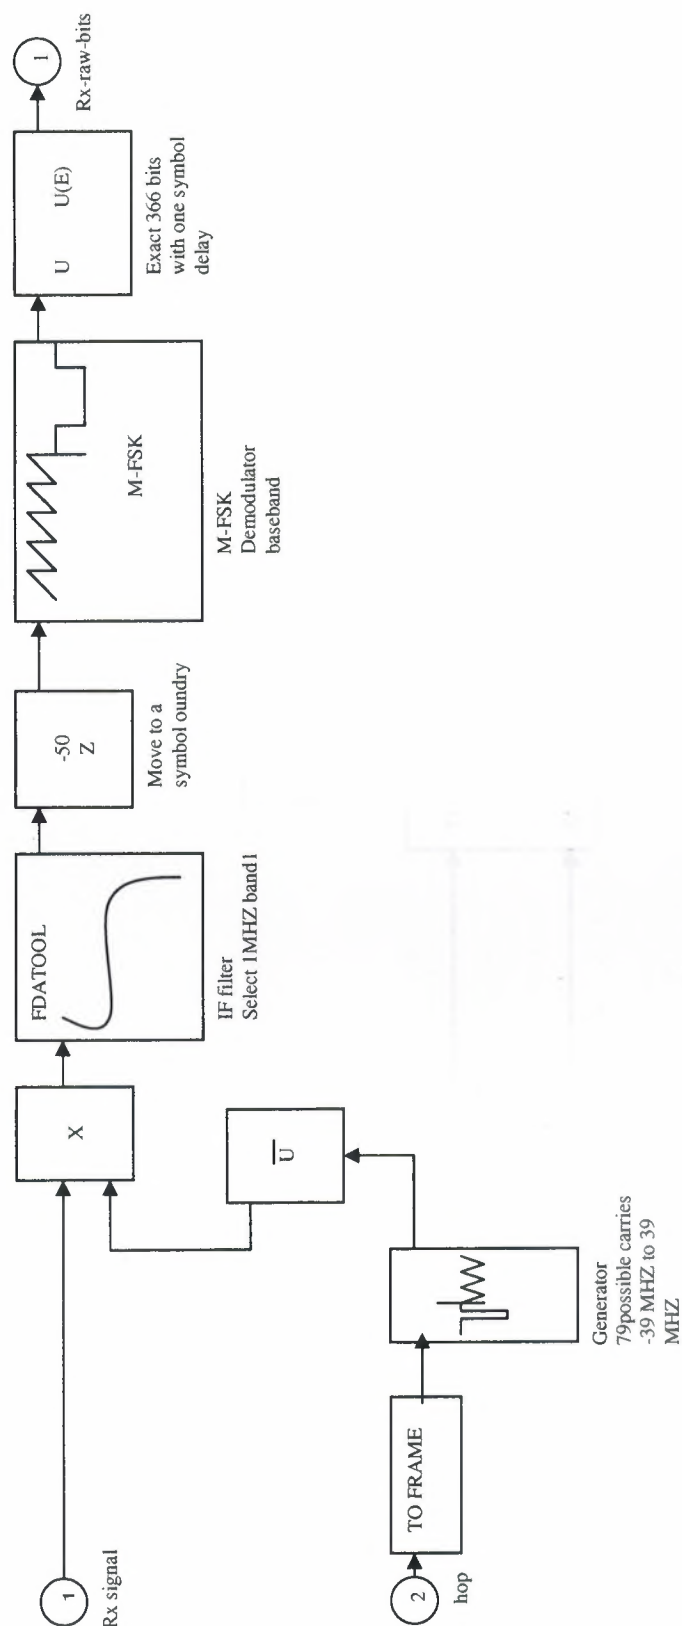 1
Rx signal
X
FDATOOL
IF filter
Select 1MHZ band1
-50
Z
Move to a
symbol oundry
M-FSK
M-FSK
Demodulator
baseband
U U(E)
Exact 366 bits
with one symbol
delay
1
Rx-raw-bits
2
hop
TO FRAME
Generator
79possible carries
-39 MHZ to 39
MHZ
U